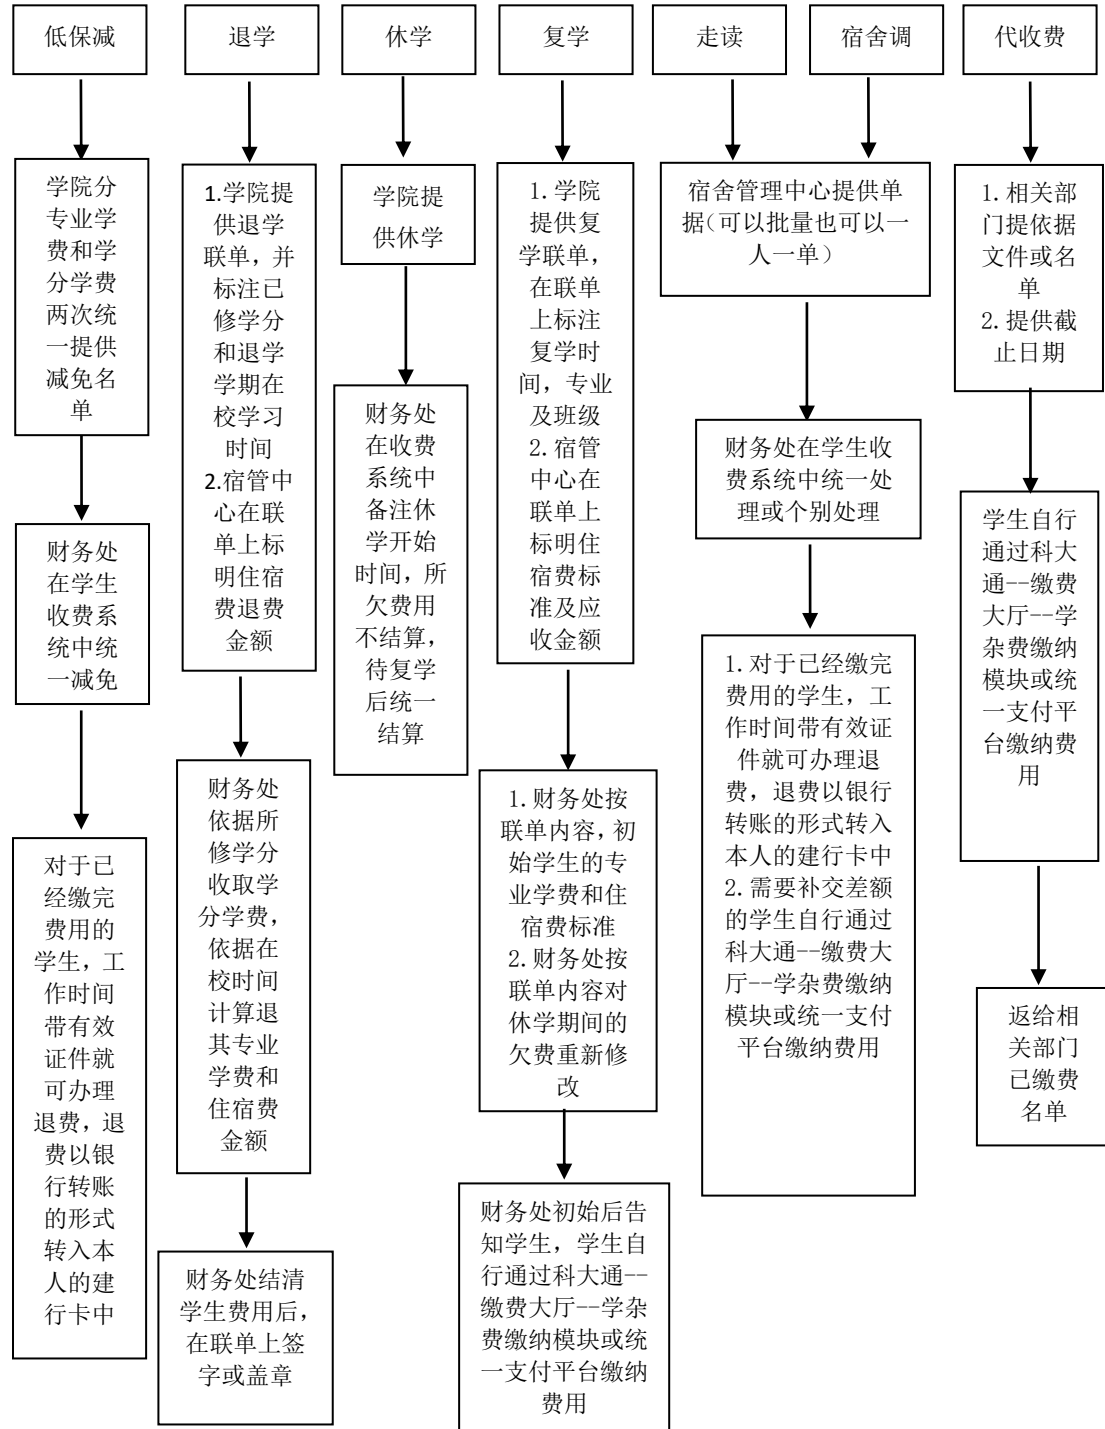 低保减
退学
休学
复学
走读
宿舍调
代收费
学院分
专业学
费和学
分学费
两次统
一提供
减免名
单
财务处
在学生
收费系
统中统
一减免
对于已
经缴完
费用的
学生，工
作时间
带有效
证件就
可办理
退费，退
费以银
行转账
的形式
转入本
人的建
行卡中
1.学院提
供退学
联单，并
标注已
修学分
和退学
学期在
校学习
时间
2.宿管中
心在联
单上标
明住宿
费退费
金额
财务处
依据所
修学分
收取学
分学费，
依据在
校时间
计算退
其专业
学费和
住宿费
金额
财务处结清
学生费用后，
在联单上签
字或盖章
学院提
供休学
财务处
在收费
系统中
备注休
学开始
时间，所
欠费用
不结算，
待复学
后统一
结算
1.学院
提供复
学联单，
在联单
上标注
复学时
间，专业
及班级
2.宿管
中心在
联单上
标明住
宿费标
准及应
收金额
1.财务处按
联单内容，初
始学生的专
业学费和住
宿费标准
2.财务处按
联单内容对
休学期间的
欠费重新修
改
财务处初始后告
知学生，学生自
行通过科大通--
缴费大厅--学杂
费缴纳模块或统
一支付平台缴纳
费用
宿舍管理中心提供单
据（可以批量也可以一
人一单）
财务处在学生收
费系统中统一处
理或个别处理
1.对于已经缴完
费用的学生，工
作时间带有效证
件就可办理退
费，退费以银行
转账的形式转入
本人的建行卡中
2.需要补交差额
的学生自行通过
科大通--缴费大
厅--学杂费缴纳
模块或统一支付
平台缴纳费用
1.相关部
门提依据
文件或名
单
2.提供截
止日期
学生自行
通过科大
通--缴费
大厅--学
杂费缴纳
模块或统
一支付平
台缴纳费
用
返给相
关部门
已缴费
名单